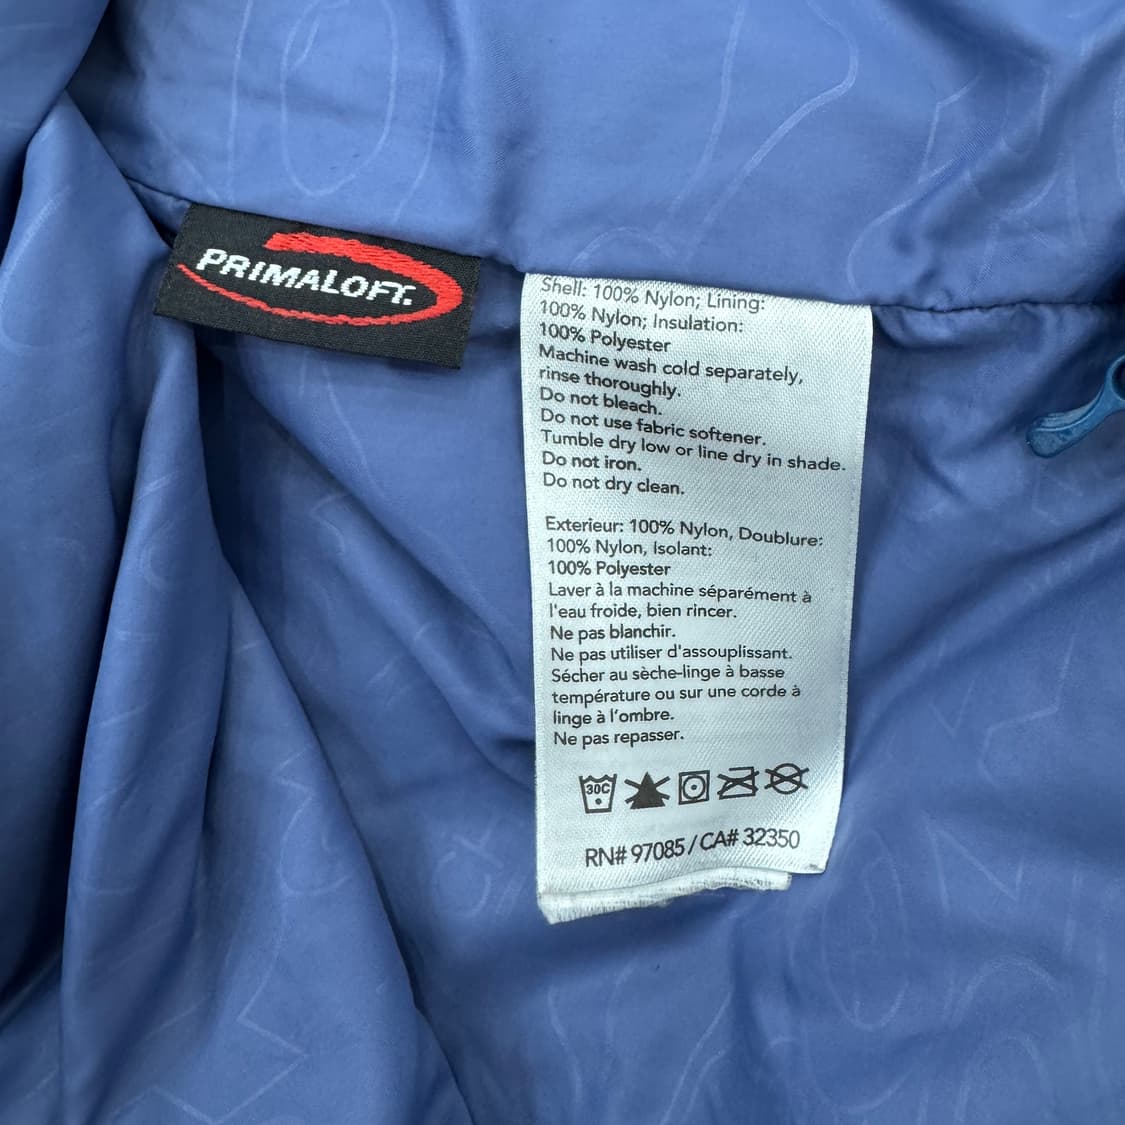 PRIMALOFT.
Shell: 100% Nylon; Lining:
100% Nylon; Insulation:
100% Polyester
Machine wash cold separately,
rinse thoroughly.
Do not bleach.
Do not use fabric softener.
Tumble dry low or line dry in shade.
Do not iron.
Do not dry clean.
Exterieur: 100% Nylon, Doublure:
100% Nylon, Isolant:
100% Polyester
Laver à la machine séparément à
l'eau froide, bien rincer.
Ne pas blanchir.
Ne pas utiliser d'assouplissant.
Sécher au sèche-linge à basse
température ou sur une corde à
linge à l'ombre.
Ne pas repasser.
30C
RN# 97085 / CA# 32350